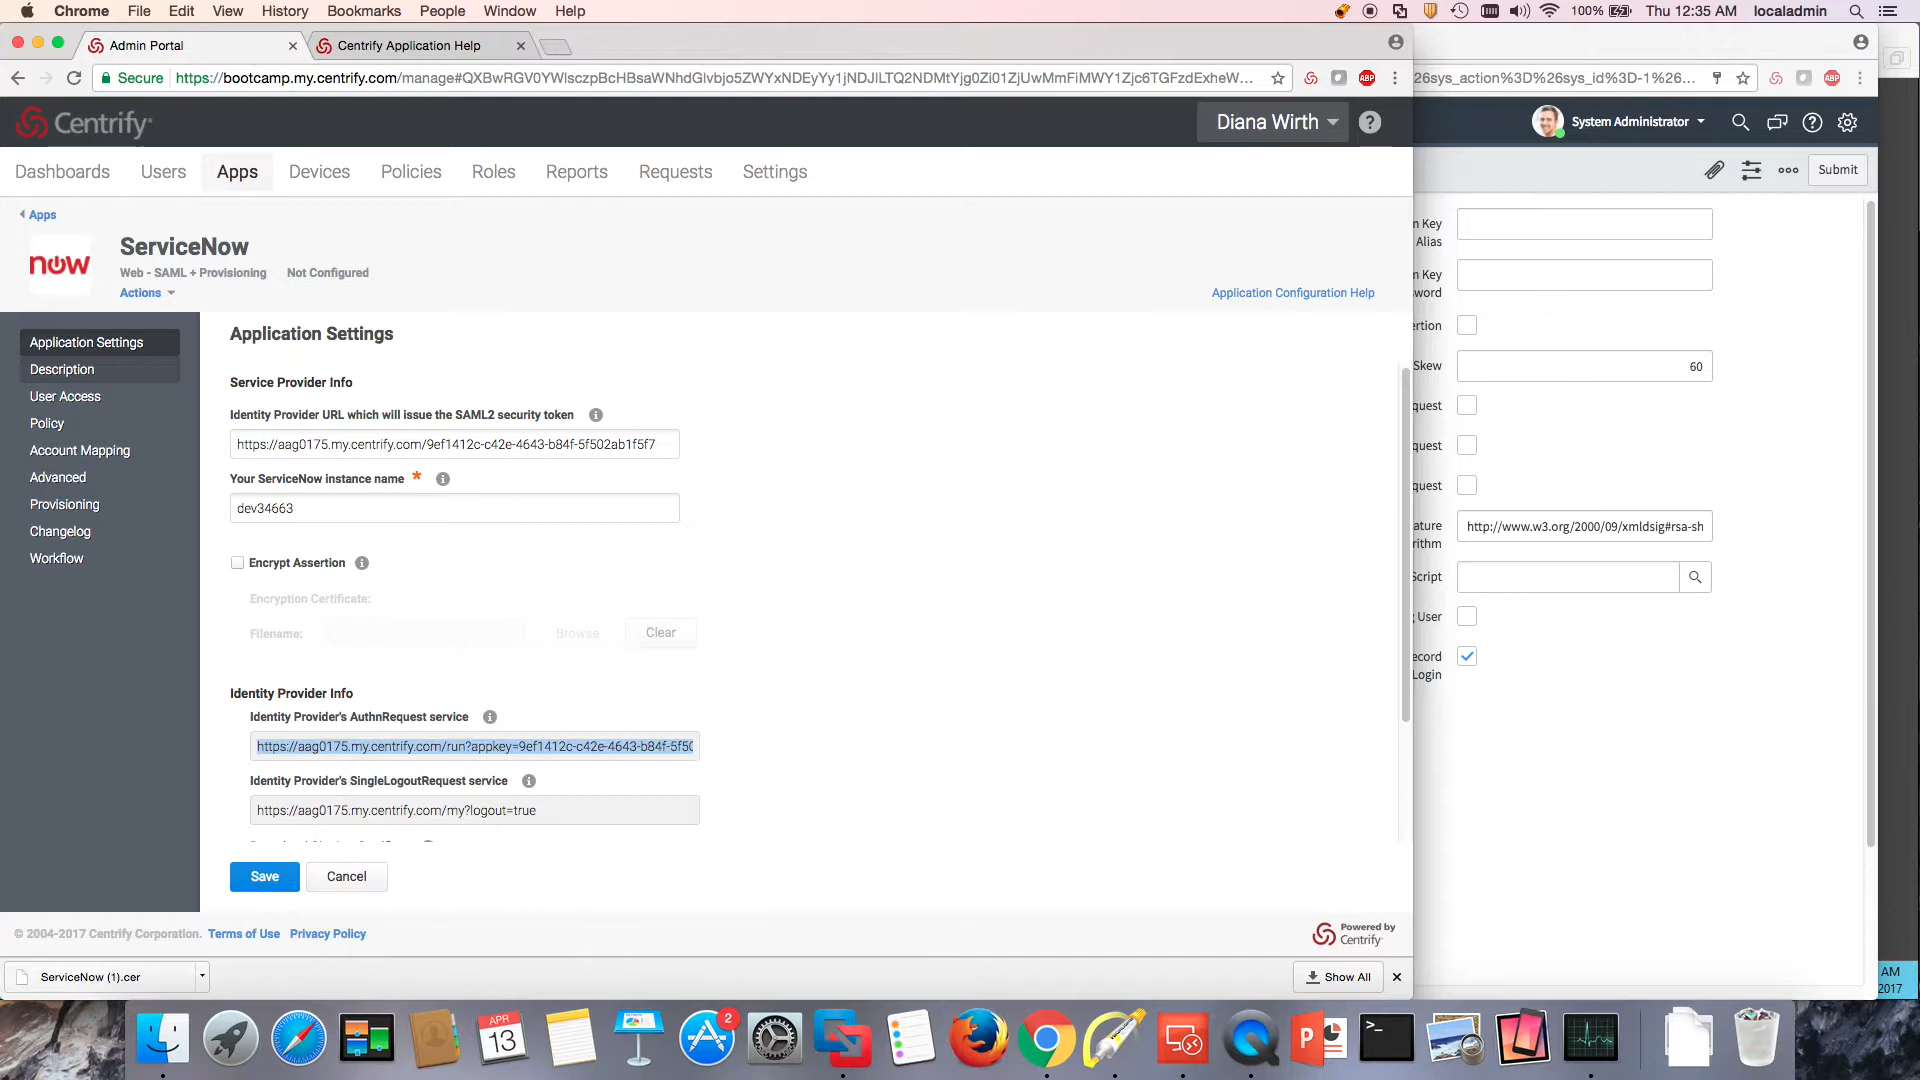 Chrome File Edit View History Bookmarks People Window Help
100% Thu 12:35 AM localadmin
Admin Portal
Centrify Application Help
Secure https://bootcamp.my.centrify.com/manage#QXBwRGV0YWlsczpBcHBsaWNhdGlvbjo5ZWYxNDEyYy1jNDJlLTQ2NDMtYjg0Zi01ZjUwMmFiMWY1Zjc6TGFzdExheW...
ABP
26sys_action%3D%26sys_id%3D-1%26...
ABP
Centrify
Diana Wirth
System Administrator
Dashboards Users Apps Devices Policies Roles Reports Requests Settings
Submit
Apps
now
ServiceNow
Web - SAML + Provisioning Not Configured
Actions
Application Configuration Help
Application Settings
Description
User Access
Policy
Account Mapping
Advanced
Provisioning
Changelog
Workflow
Application Settings
Service Provider Info
Identity Provider URL which will issue the SAML2 security token
https://aag0175.my.centrify.com/9ef1412c-c42e-4643-b84f-5f502ab1f5f7
Your ServiceNow instance name *
dev34663
Encrypt Assertion
Encryption Certificate:
Filename: Browse Clear
Identity Provider Info
Identity Provider's AuthnRequest service
https://aag0175.my.centrify.com/run?appkey=9ef1412c-c42e-4643-b84f-5f50
Identity Provider's SingleLogoutRequest service
https://aag0175.my.centrify.com/my?logout=true
Save Cancel
n Key
Alias
n Key
word
ertion
Skew 60
quest
quest
quest
ature
rithm
http://www.w3.org/2000/09/xmldsig#rsa-sh
Script
User
ecord
Login
© 2004-2017 Centrify Corporation. Terms of Use Privacy Policy
Powered by
Centrify
ServiceNow (1).cer
Show All
AM
2017
APR
13
2